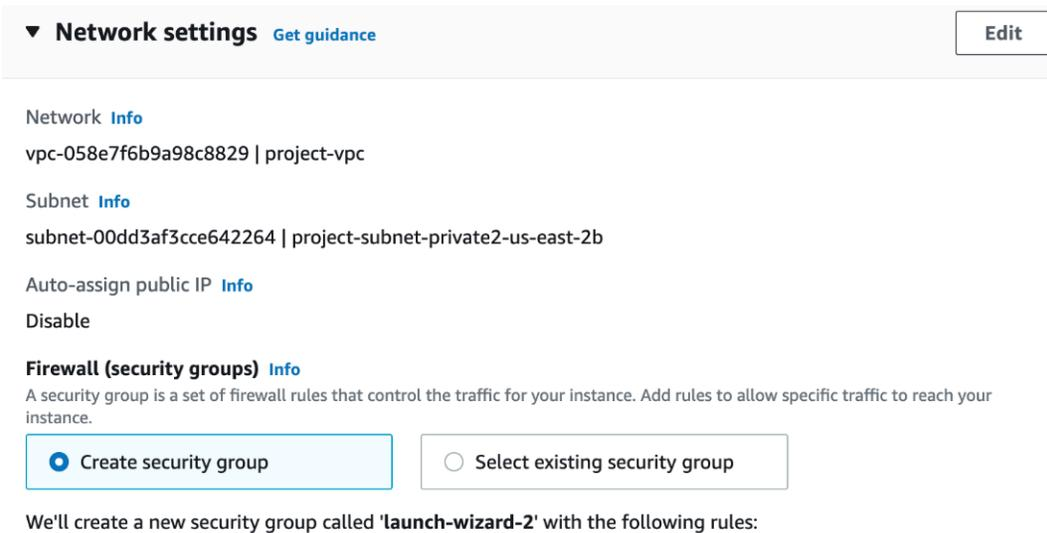 Network settings Get guidance Edit
Network Info
vpc-058e7f6b9a98c8829 | project-vpc
Subnet Info
subnet-00dd3af3cce642264 | project-subnet-private2-us-east-2b
Auto-assign public IP Info
Disable
Firewall (security groups) Info
A security group is a set of firewall rules that control the traffic for your instance. Add rules to allow specific traffic to reach your
instance.
Create security group Select existing security group
We'll create a new security group called 'launch-wizard-2' with the following rules: